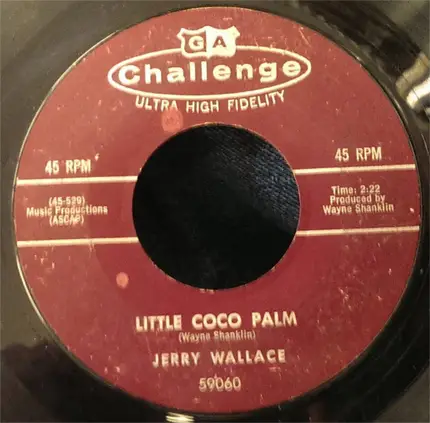 GA
Challenge
ULTRA HIGH FIDELITY
45 RPM
45 RPM
(45-529)
Music Productions
(ASCAP)
Time: 2:22
Produced by
Wayne Shanklin
LITTLE COCO PALM
(Wayne Shanklin)
JERRY WALLACE
59060